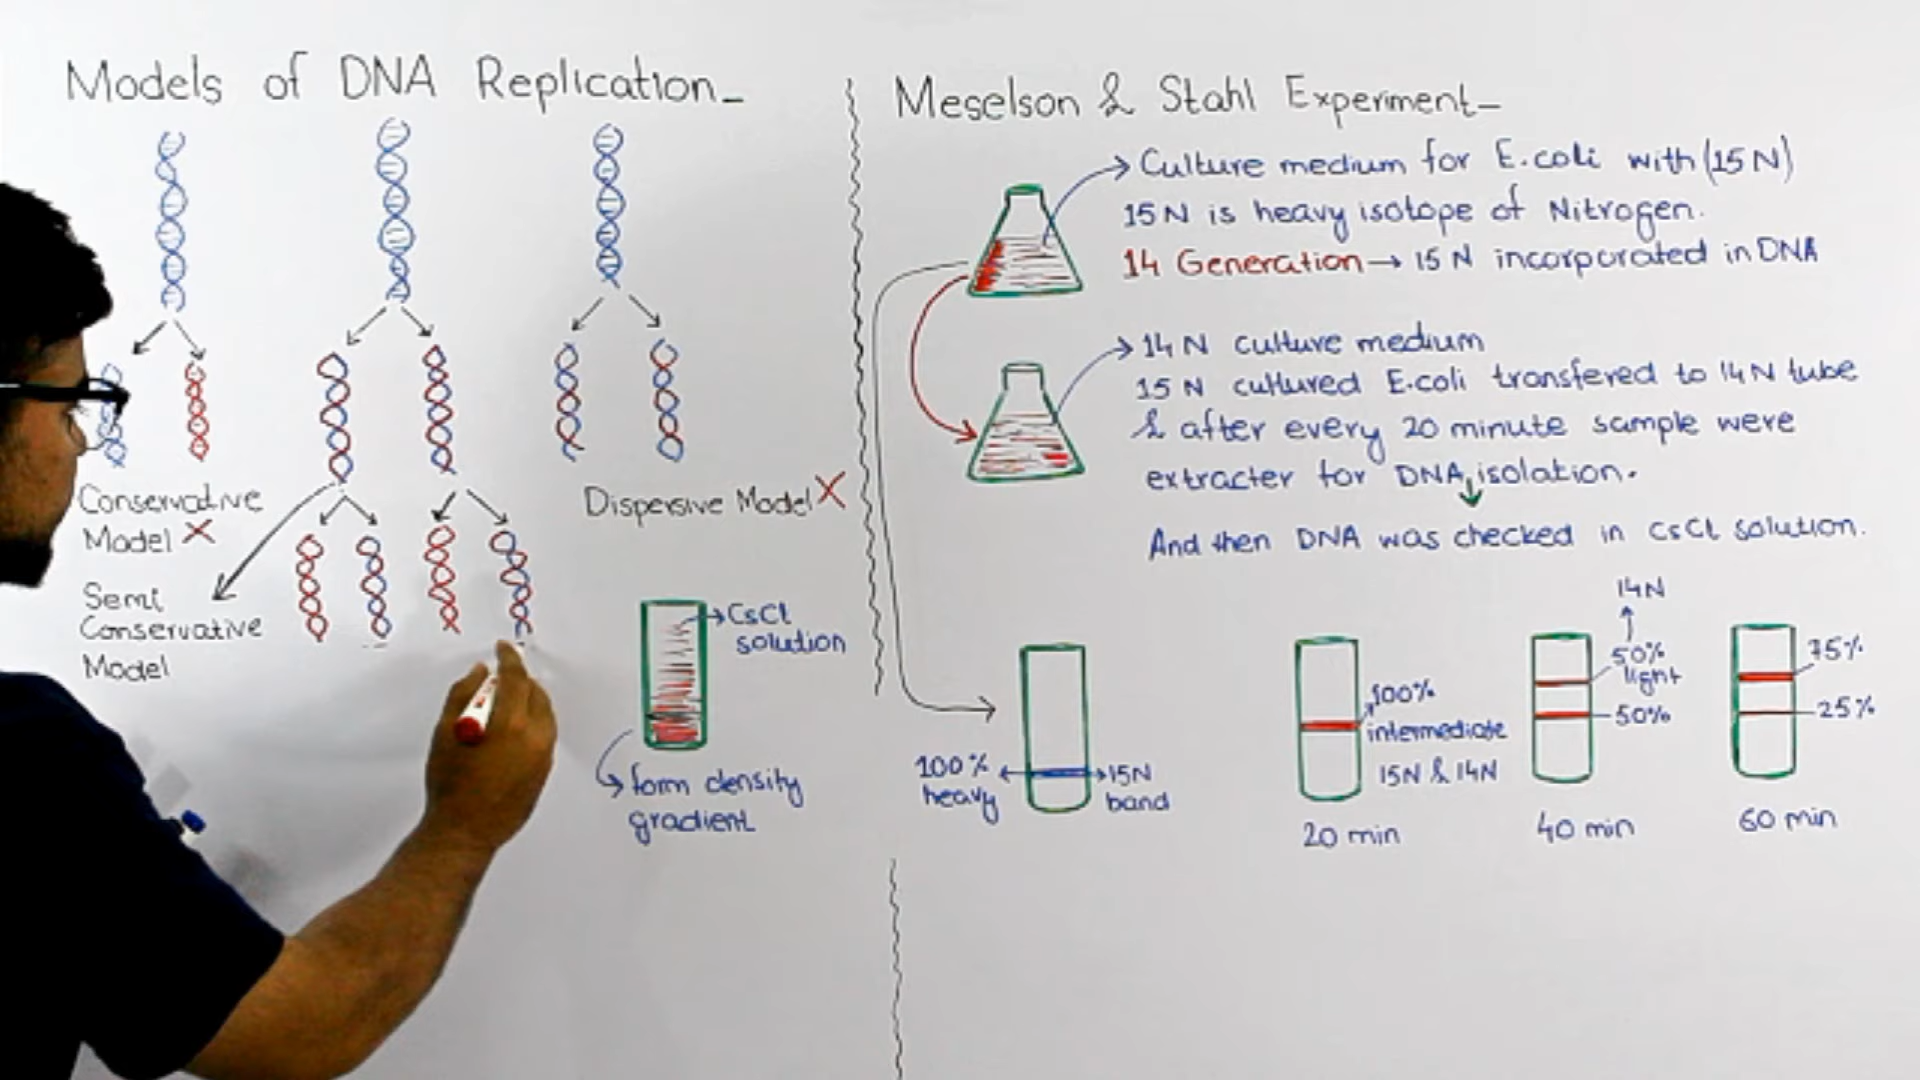 Models of DNA Replication_
Conservative
Model X
Semi
Conservative
Model
Dispersive Model X
CsCl
solution
form density
gradient
Meselson & Stahl Experiment_
Culture medium for E.coli with (15 N)
15 N is heavy isotope of Nitrogen.
14 Generation → 15 N incorporated in DNA
14 N culture medium
15 N cultured E.coli transfered to 14 N tube
& after every 20 minute sample were
extracter for DNA isolation.
And then DNA was checked in CsCl solution.
100%
heavy
15N
band
100%
intermediate
15N & 14N
20 min
14N
50%
light
50%
40 min
75%
25%
60 min